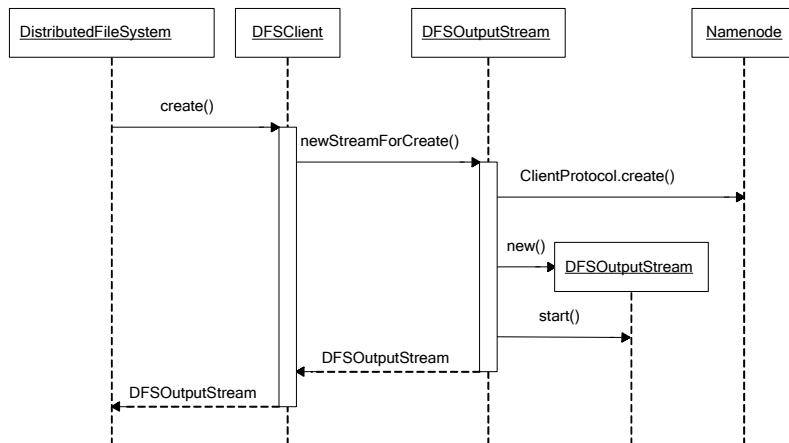 DistributedFileSystem
DFSClient
DFSOutputStream
Namenode
create()
newStreamForCreate()
ClientProtocol.create()
new()
DFSOutputStream
start()
DFSOutputStream
DFSOutputStream